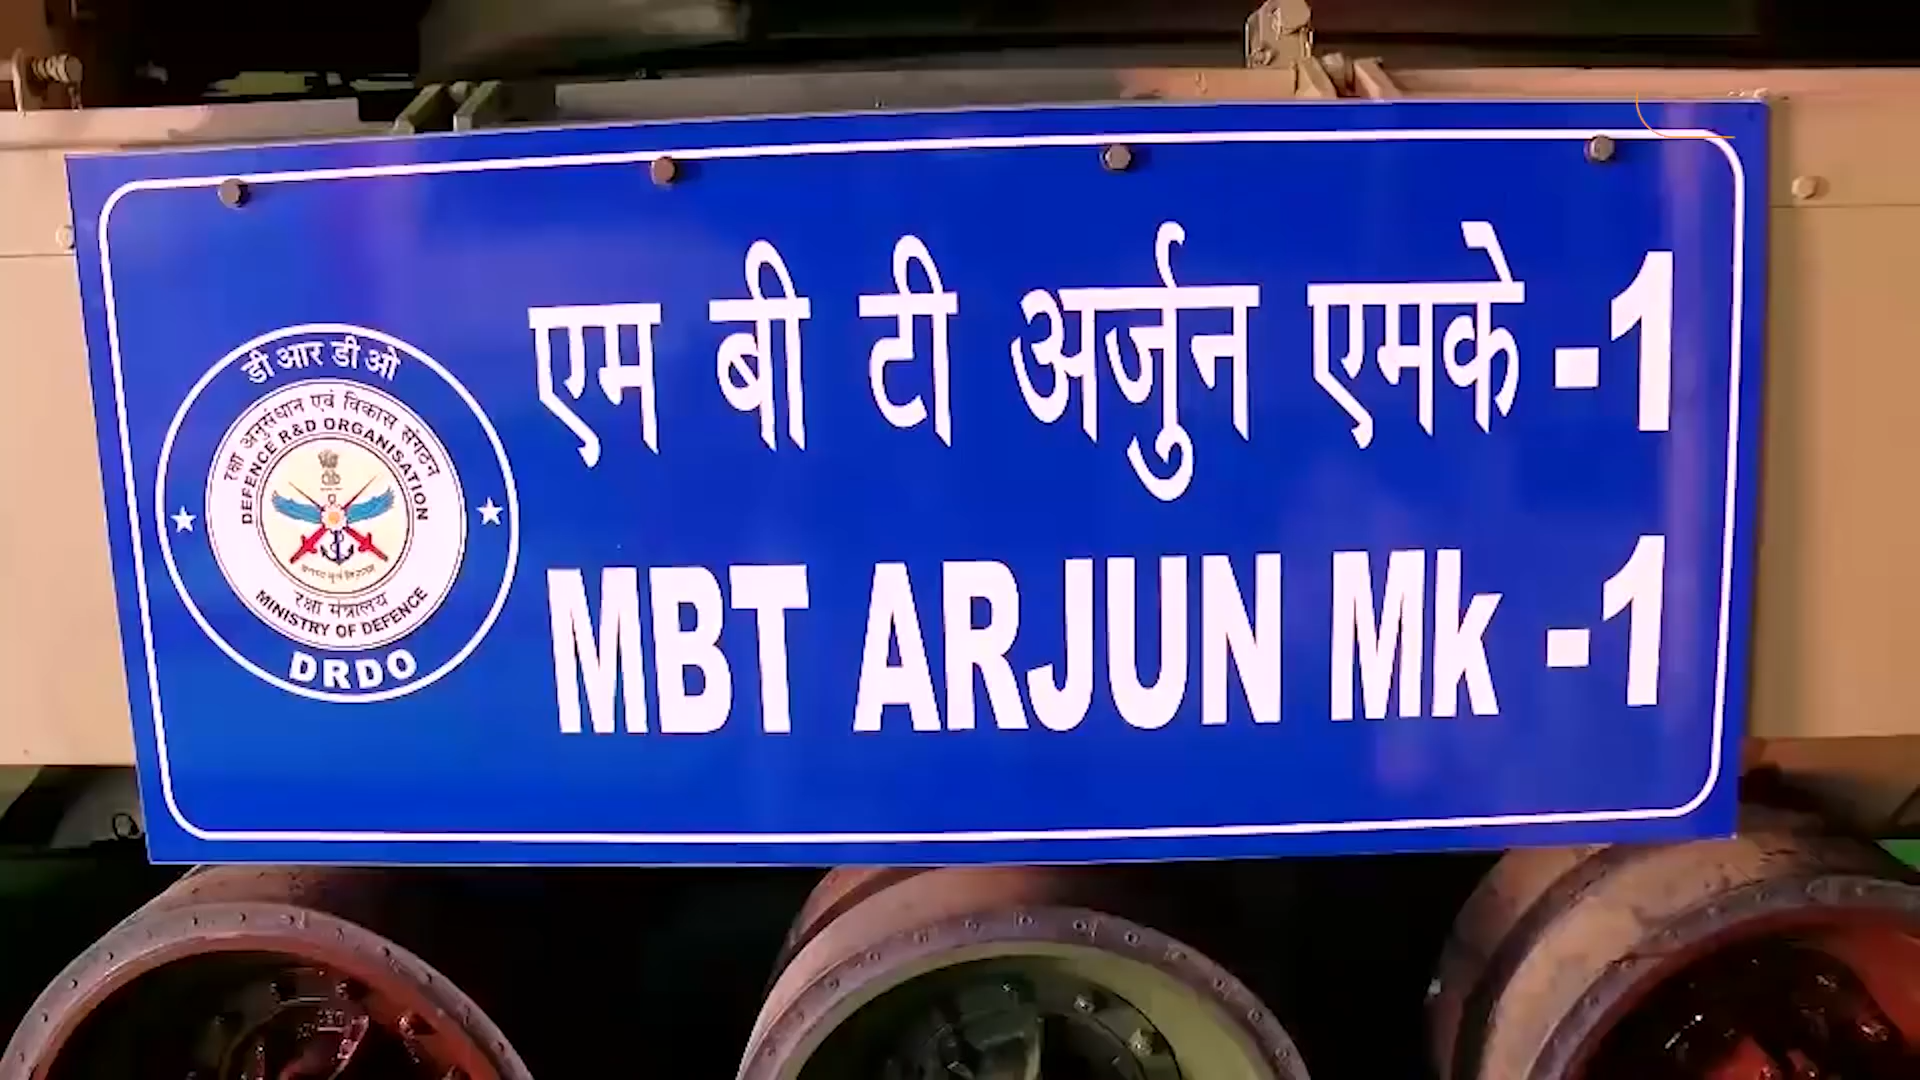 डी आर डी ओ
रक्षा अनुसंधान एवं विकास संगठन
DEFENCE R&D ORGANISATION
रक्षा मंत्रालय
MINISTRY OF DEFENCE
DRDO
एम बी टी अर्जुन एमके -1
MBT ARJUN Mk -1